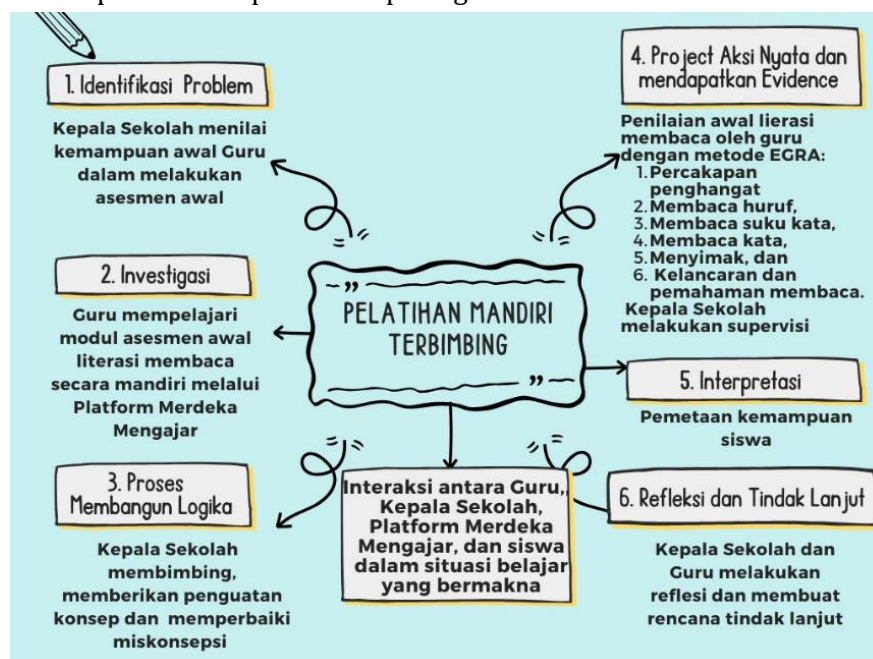 1. Identifikasi Problem
Kepala Sekolah menilai
kemampuan awal Guru
dalam melakukan
asesmen awal
2. Investigasi
Guru mempelajari
modul asesmen awal
literasi membaca
secara mandiri melalui
Platform Merdeka
Mengajar
3. Proses
Membangun Logika
Kepala Sekolah
membimbing,
memberikan penguatan
konsep dan memperbaiki
miskonsepsi
PELATIHAN MANDIRI
TERBIMBING
Interaksi antara Guru,,
Kepala Sekolah,
Platform Merdeka
Mengajar, dan siswa
dalam situasi belajar
yang bermakna
4. Project Aksi Nyata dan
mendapatkan Evidence
Penilaian awal lierasi
membaca oleh guru
dengan metode EGRA:
1. Percakapan
penghangat
2. Membaca huruf,
3. Membaca suku kata,
4. Membaca kata,
5. Menyimak, dan
6. Kelancaran dan
pemahaman membaca.
Kepala Sekolah
melakukan supervisi
5. Interpretasi
Pemetaan kemampuan
siswa
6. Refleksi dan Tindak Lanjut
Kepala Sekolah dan
Guru melakukan
reflesi dan membuat
rencana tindak lanjut